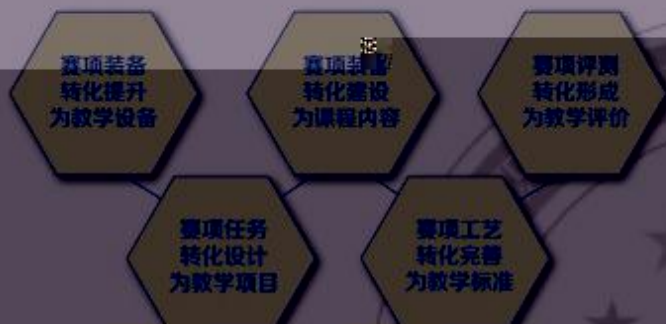 赛项装备
转化提升
为教学设备
赛项装备
转化建设
为课程内容
赛项评测
转化形成
为教学评价
赛项任务
转化设计
为教学项目
赛项工艺
转化完善
为教学标准